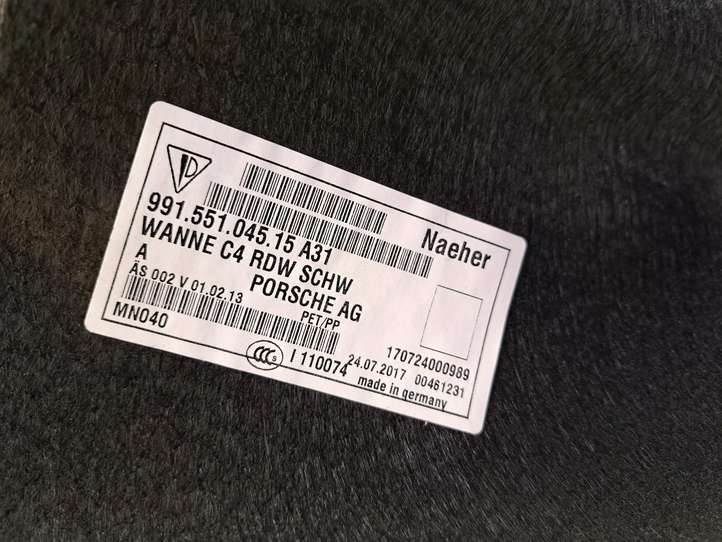 Naeher
991.551.045.15 A31
WANNE C4 RDW SCHW
A PORSCHE AG
ÄS 002 V 01.02.13 PET/PP
MN040
170724000989
CCC S I 110074 24.07.2017 00461231
made in germany